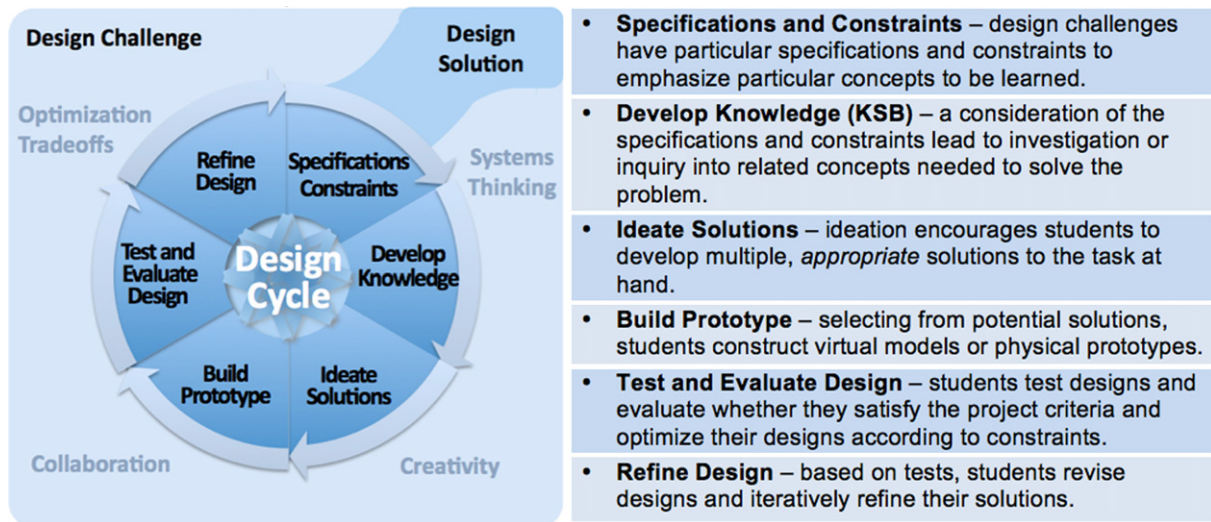 Design Challenge
Design
Solution
Optimization
Tradeoffs
Systems
Thinking
Refine
Design
Specifications
Constraints
Test and
Evaluate
Design
Design
Cycle
Develop
Knowledge
Build
Prototype
Ideate
Solutions
Collaboration
Creativity
• Specifications and Constraints – design challenges
have particular specifications and constraints to
emphasize particular concepts to be learned.
• Develop Knowledge (KSB) – a consideration of the
specifications and constraints lead to investigation or
inquiry into related concepts needed to solve the
problem.
• Ideate Solutions – ideation encourages students to
develop multiple, appropriate solutions to the task at
hand.
• Build Prototype – selecting from potential solutions,
students construct virtual models or physical prototypes.
• Test and Evaluate Design – students test designs and
evaluate whether they satisfy the project criteria and
optimize their designs according to constraints.
• Refine Design – based on tests, students revise
designs and iteratively refine their solutions.